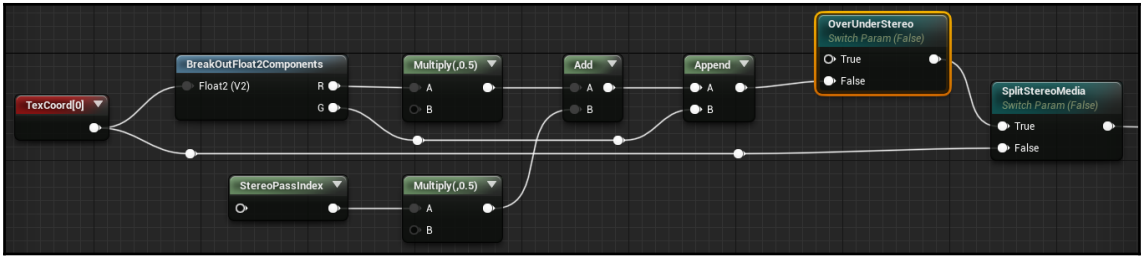 TexCoord[0]
BreakOutFloat2Components
Float2 (V2)
R
G
Multiply(,0.5)
A
B
Add
A
B
Append
A
B
OverUnderStereo
Switch Param (False)
True
False
SplitStereoMedia
Switch Param (False)
True
False
StereoPassIndex
Multiply(,0.5)
A
B